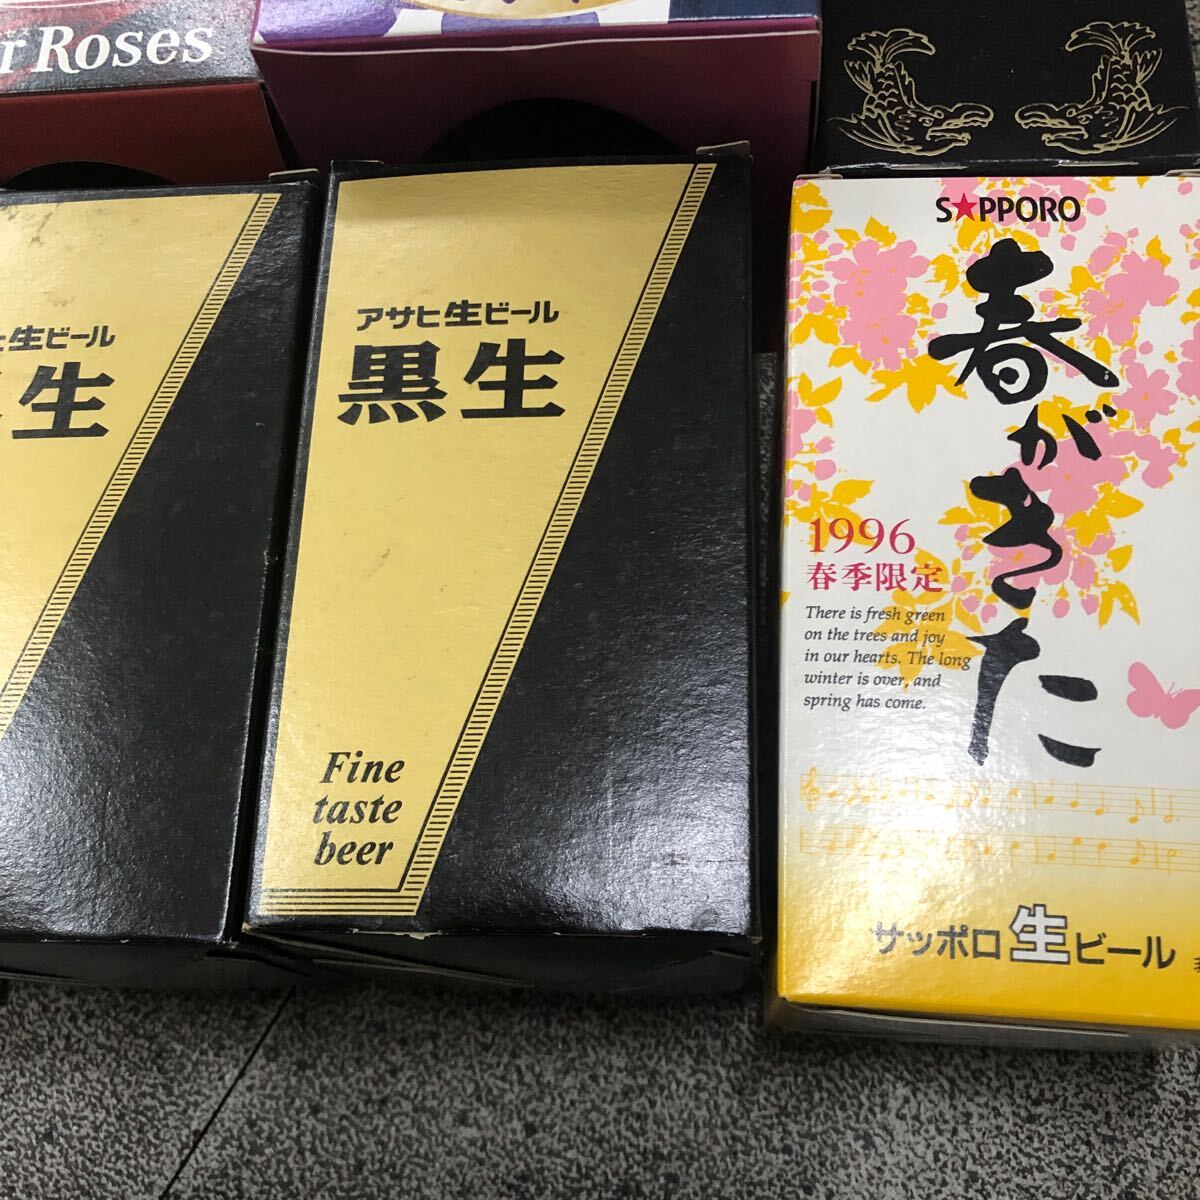 r Roses
生ビール
生
アサヒ生ビール
黒生
Fine
taste
beer
SAPPORO
春がきた
1996
春季限定
There is fresh green
on the trees and joy
in our hearts. The long
winter is over, and
spring has come.
サッポロ生ビール